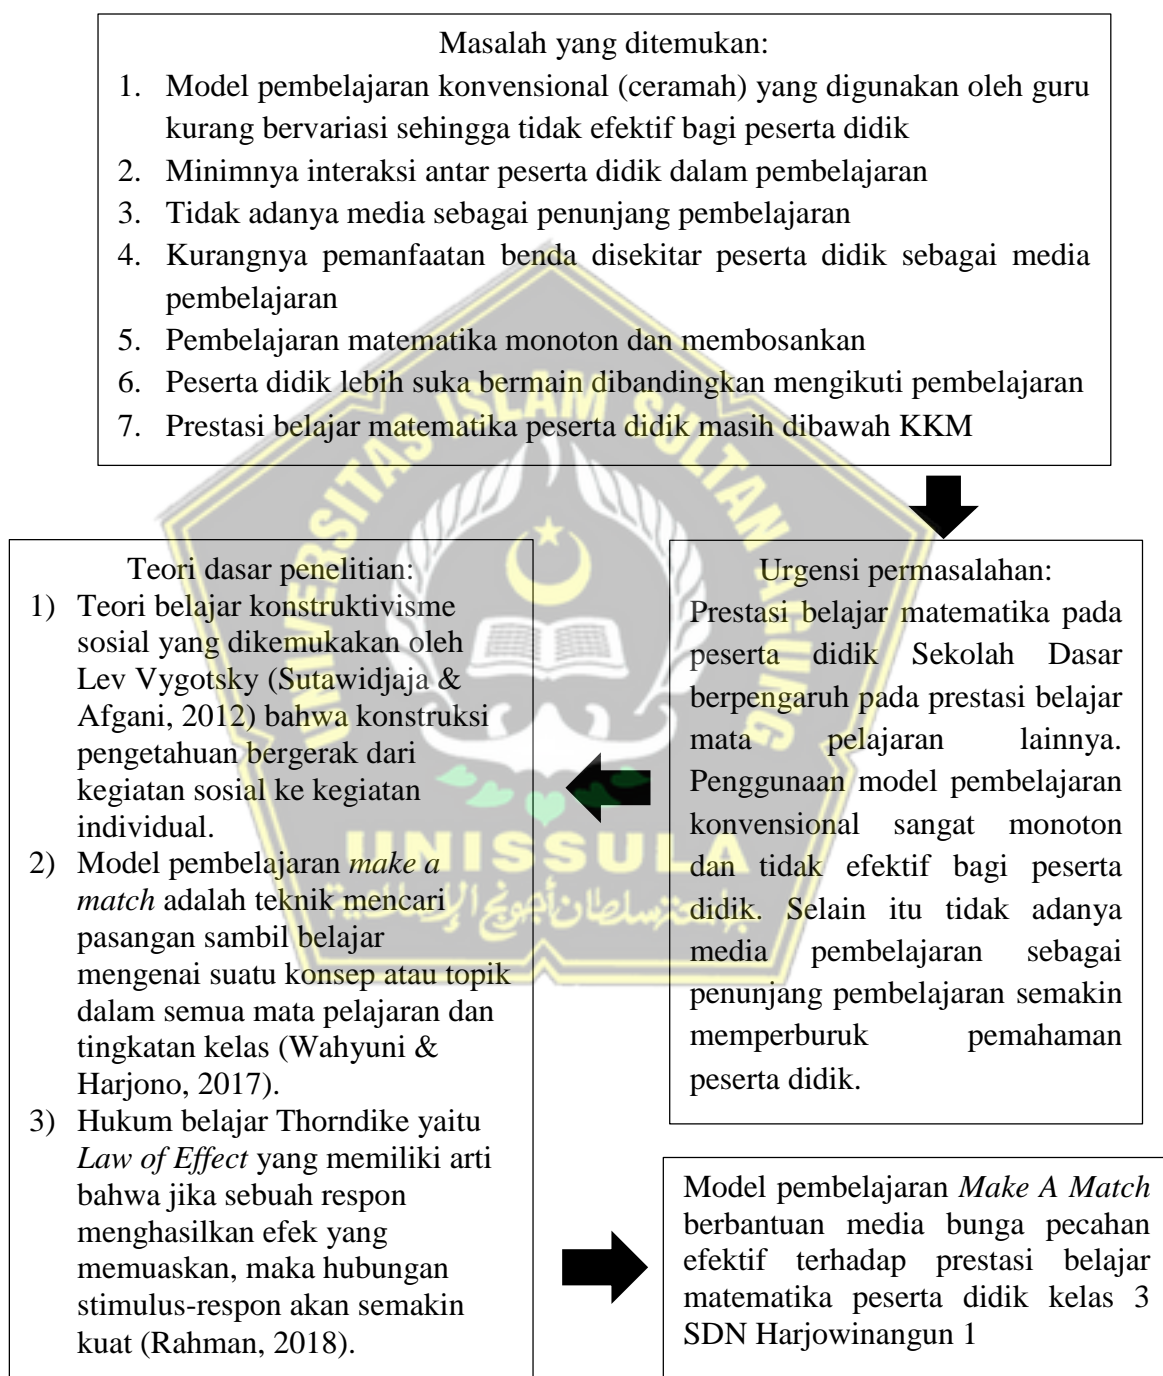 Masalah yang ditemukan:
1. Model pembelajaran konvensional (ceramah) yang digunakan oleh guru
kurang bervariasi sehingga tidak efektif bagi peserta didik
2. Minimnya interaksi antar peserta didik dalam pembelajaran
3. Tidak adanya media sebagai penunjang pembelajaran
4. Kurangnya pemanfaatan benda disekitar peserta didik sebagai media
pembelajaran
5. Pembelajaran matematika monoton dan membosankan
6. Peserta didik lebih suka bermain dibandingkan mengikuti pembelajaran
7. Prestasi belajar matematika peserta didik masih dibawah KKM
Urgensi permasalahan:
Prestasi belajar matematika pada
peserta didik Sekolah Dasar
berpengaruh pada prestasi belajar
mata pelajaran lainnya.
Penggunaan model pembelajaran
konvensional sangat monoton
dan tidak efektif bagi peserta
didik. Selain itu tidak adanya
media pembelajaran sebagai
penunjang pembelajaran semakin
memperburuk pemahaman
peserta didik.
Teori dasar penelitian:
1) Teori belajar konstruktivisme
sosial yang dikemukakan oleh
Lev Vygotsky (Sutawidjaja &
Afgani, 2012) bahwa konstruksi
pengetahuan bergerak dari
kegiatan sosial ke kegiatan
individual.
2) Model pembelajaran make a
match adalah teknik mencari
pasangan sambil belajar
mengenai suatu konsep atau topik
dalam semua mata pelajaran dan
tingkatan kelas (Wahyuni &
Harjono, 2017).
3) Hukum belajar Thorndike yaitu
Law of Effect yang memiliki arti
bahwa jika sebuah respon
menghasilkan efek yang
memuaskan, maka hubungan
stimulus-respon akan semakin
kuat (Rahman, 2018).
Model pembelajaran Make A Match
berbantuan media bunga pecahan
efektif terhadap prestasi belajar
matematika peserta didik kelas 3
SDN Harjowinangun 1
UNIVERSITAS ISLAM SULTAN AGUNG
UNISSULA
جامعة سلطان أجونج الإسلامية